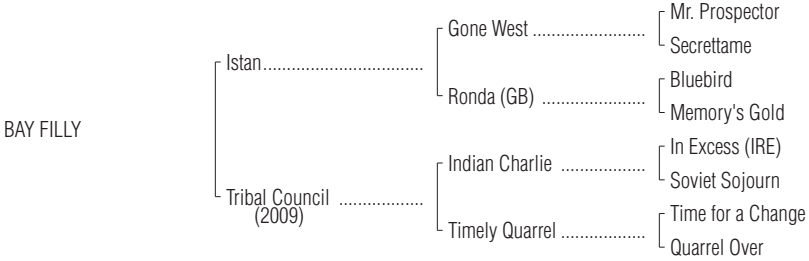 Mr. Prospector
Gone West ........................
Secrettame
Istan.................................
Bluebird
Ronda (GB) ......................
Memory's Gold
BAY FILLY
In Excess (IRE)
Indian Charlie ..................
Soviet Sojourn
Tribal Council ..................
(2009)
Time for a Change
Timely Quarrel ..................
Quarrel Over